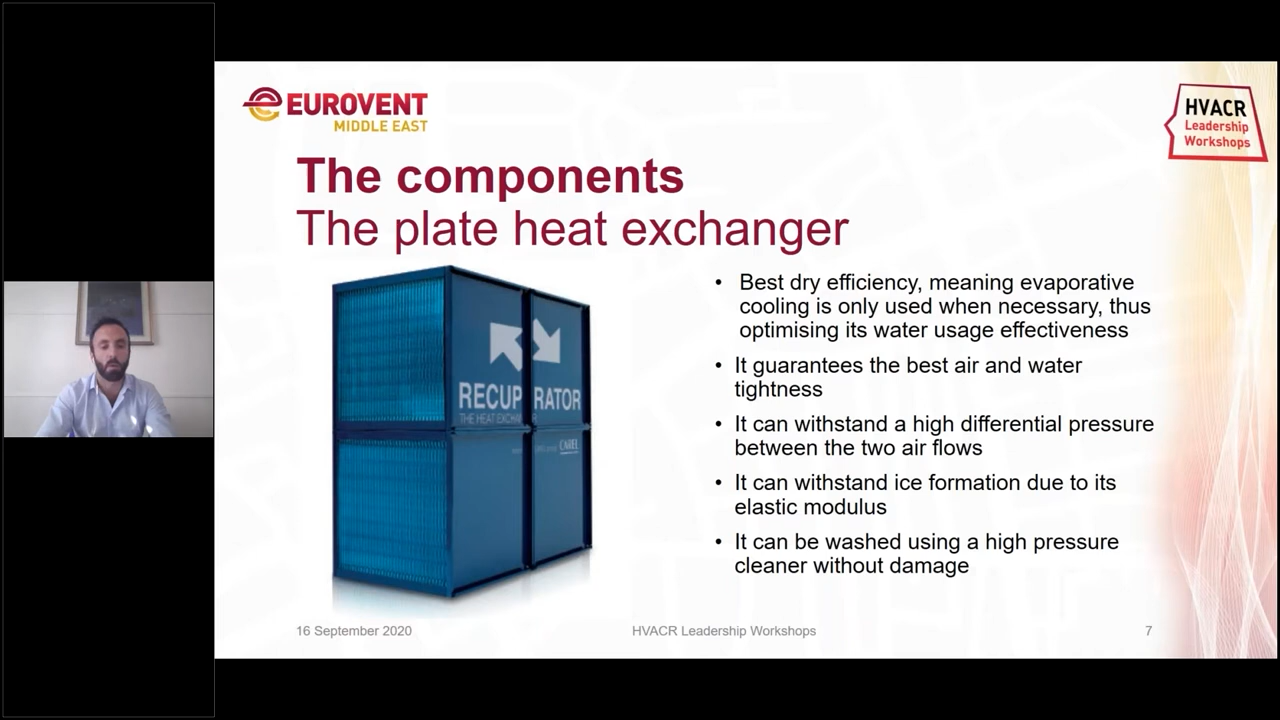 EUROVENT
MIDDLE EAST
HVACR
Leadership
Workshops
The components
The plate heat exchanger
• Best dry efficiency, meaning evaporative
cooling is only used when necessary, thus
optimising its water usage effectiveness
• It guarantees the best air and water
tightness
• It can withstand a high differential pressure
between the two air flows
• It can withstand ice formation due to its
elastic modulus
• It can be washed using a high pressure
cleaner without damage
RECUP RATOR
THE HEAT EXCHAN
CAREL
16 September 2020
HVACR Leadership Workshops
7